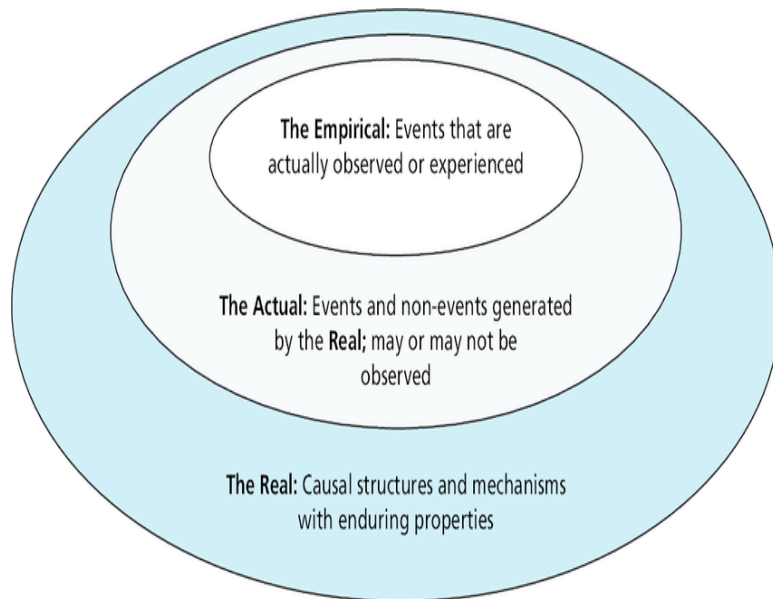 The Empirical: Events that are
actually observed or experienced
The Actual: Events and non-events generated
by the Real; may or may not be
observed
The Real: Causal structures and mechanisms
with enduring properties